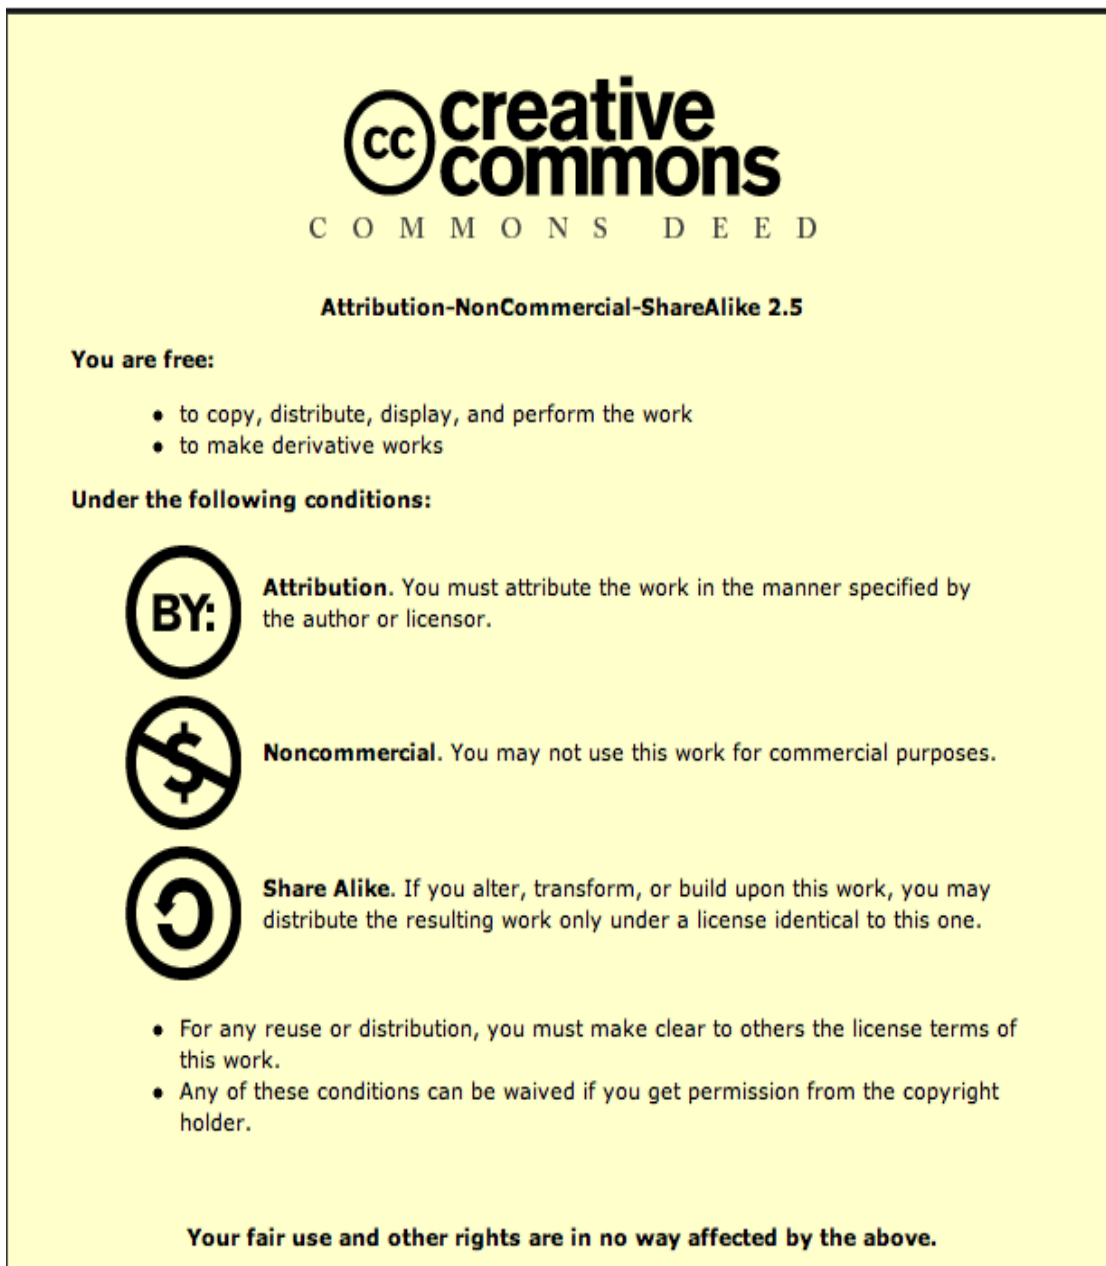 cc creative
commons
COMMONS DEED
Attribution-NonCommercial-ShareAlike 2.5
You are free:
• to copy, distribute, display, and perform the work
• to make derivative works
Under the following conditions:
BY:
Attribution. You must attribute the work in the manner specified by
the author or licensor.
$
Noncommercial. You may not use this work for commercial purposes.
Share Alike. If you alter, transform, or build upon this work, you may
distribute the resulting work only under a license identical to this one.
• For any reuse or distribution, you must make clear to others the license terms of
this work.
• Any of these conditions can be waived if you get permission from the copyright
holder.
Your fair use and other rights are in no way affected by the above.